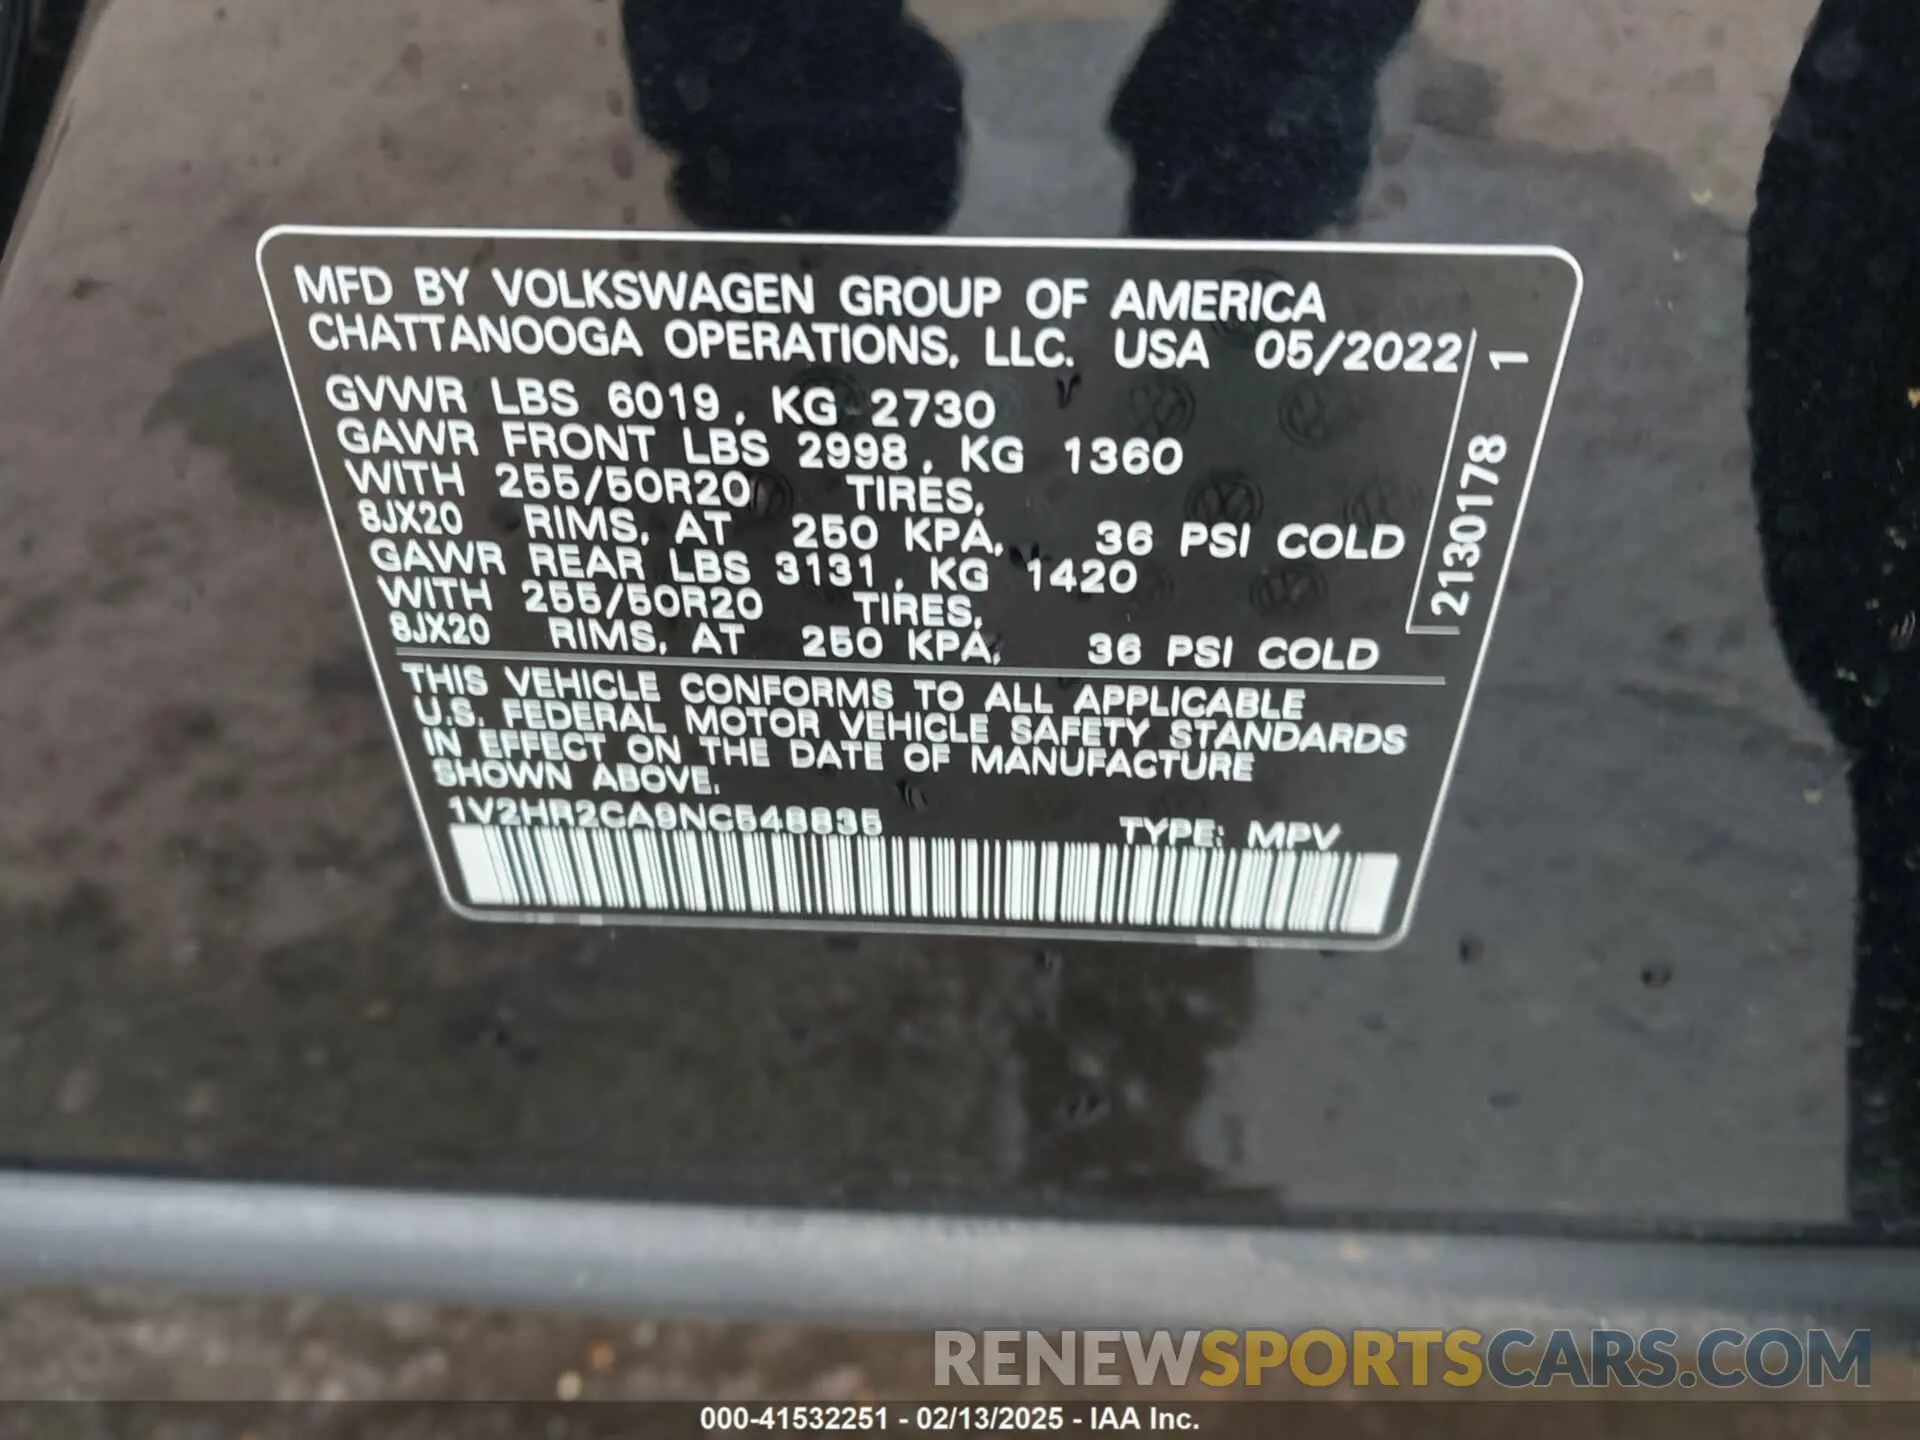 MFD BY VOLKSWAGEN GROUP OF AMERICA
CHATTANOOGA OPERATIONS, LLC. USA 05/2022
GVWR LBS 6019, KG 2730
GAWR FRONT LBS 2998, KG 1360
WITH 255/50R20 TIRES,
8JX20 RIMS, AT 250 KPA, 36 PSI COLD
GAWR REAR LBS 3131, KG 1420
WITH 255/50R20 TIRES,
8JX20 RIMS, AT 250 KPA, 36 PSI COLD
2130178 1
THIS VEHICLE CONFORMS TO ALL APPLICABLE
U.S. FEDERAL MOTOR VEHICLE SAFETY STANDARDS
IN EFFECT ON THE DATE OF MANUFACTURE
SHOWN ABOVE.
1V2HR2CA9NC548835 TYPE: MPV
RENEWSPORTSCARS.COM
000-41532251 - 02/13/2025 - IAA Inc.